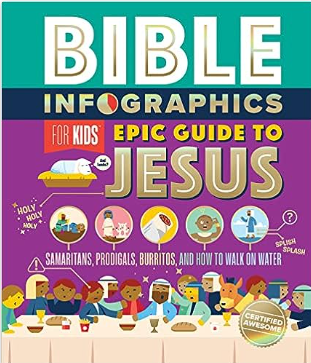 BIBLE
INFOGRAPHICS
FOR KIDS™
EPIC GUIDE TO
JESUS
HOLY
HOLY
HOLY
SPLISH
SPLASH
SAMARITANS, PRODIGALS, BURRITOS, AND HOW TO WALK ON WATER
CERTIFIED
AWESOME